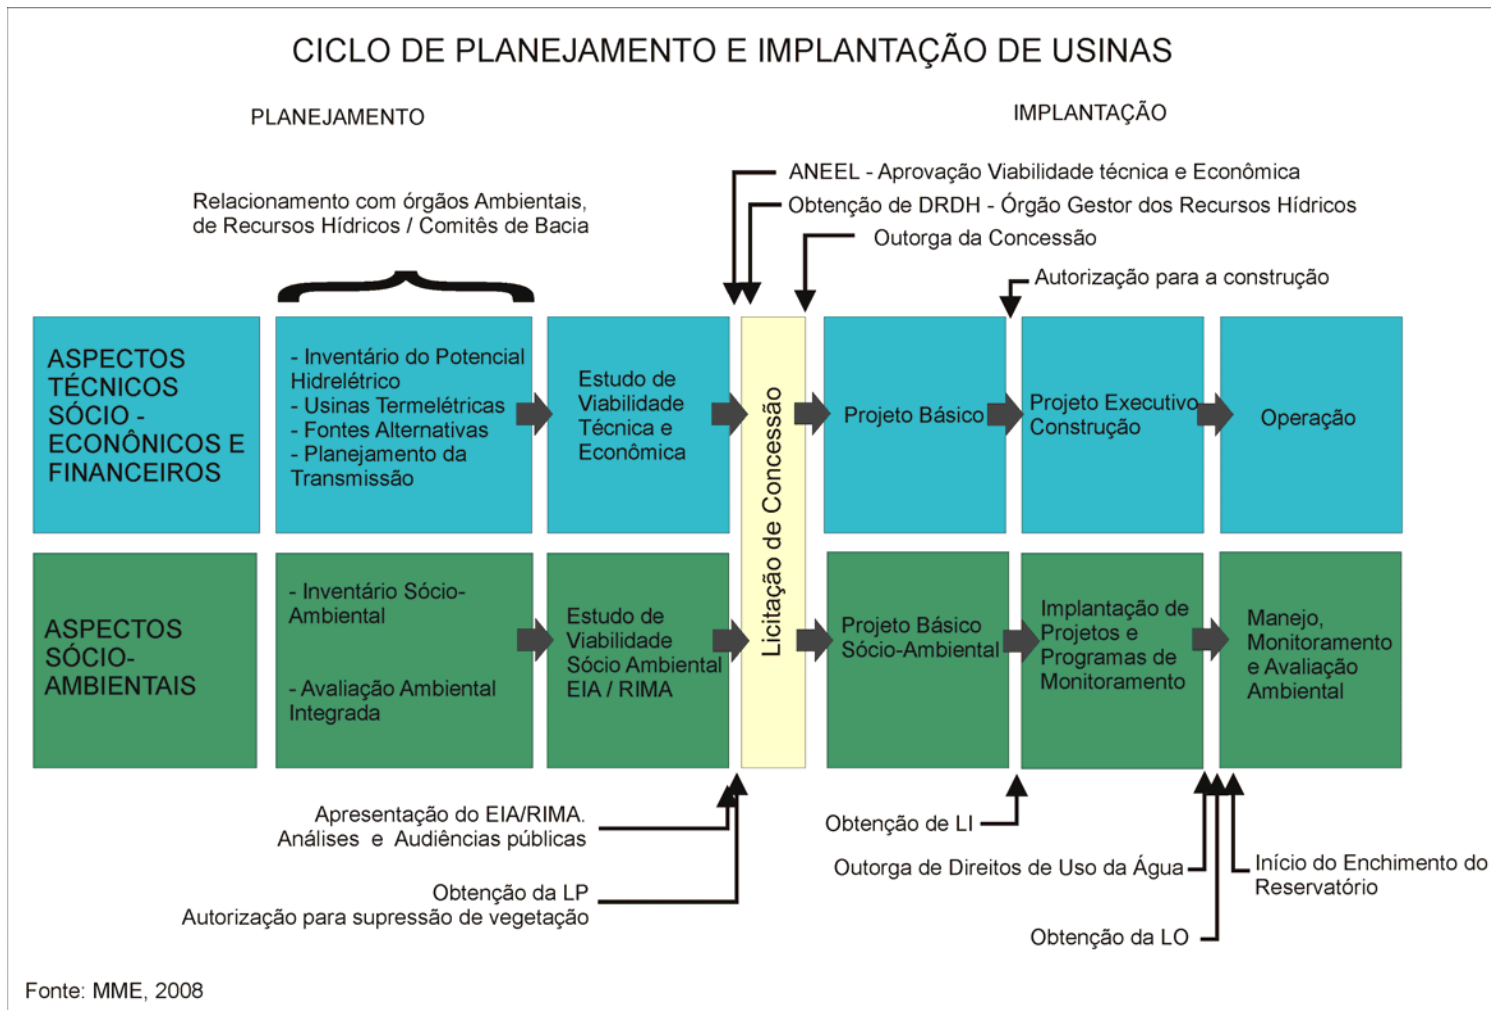 CICLO DE PLANEJAMENTO E IMPLANTAÇÃO DE USINAS
PLANEJAMENTO
IMPLANTAÇÃO
ANEEL - Aprovação Viabilidade técnica e Econômica
Relacionamento com órgãos Ambientais,
de Recursos Hídricos / Comitês de Bacia
Obtenção de DRDH - Órgão Gestor dos Recursos Hídricos
Outorga da Concessão
Autorização para a construção
ASPECTOS
TÉCNICOS
SÓCIO -
ECONÔNICOS E
FINANCEIROS
- Inventário do Potencial
Hidrelétrico
- Usinas Termelétricas
- Fontes Alternativas
- Planejamento da
Transmissão
Estudo de
Viabilidade
Técnica e
Econômica
Licitação de Concessão
Projeto Básico
Projeto Executivo
Construção
Operação
ASPECTOS
SÓCIO-
AMBIENTAIS
- Inventário Sócio-
Ambiental
- Avaliação Ambiental
Integrada
Estudo de
Viabilidade
Sócio Ambiental
EIA / RIMA
Projeto Básico
Sócio-Ambiental
Implantação de
Projetos e
Programas de
Monitoramento
Manejo,
Monitoramento
e Avaliação
Ambiental
Apresentação do EIA/RIMA.
Análises e Audiências públicas
Obtenção da LP
Autorização para supressão de vegetação
Obtenção de LI
Outorga de Direitos de Uso da Água
Início do Enchimento do
Reservatório
Obtenção da LO
Fonte: MME, 2008